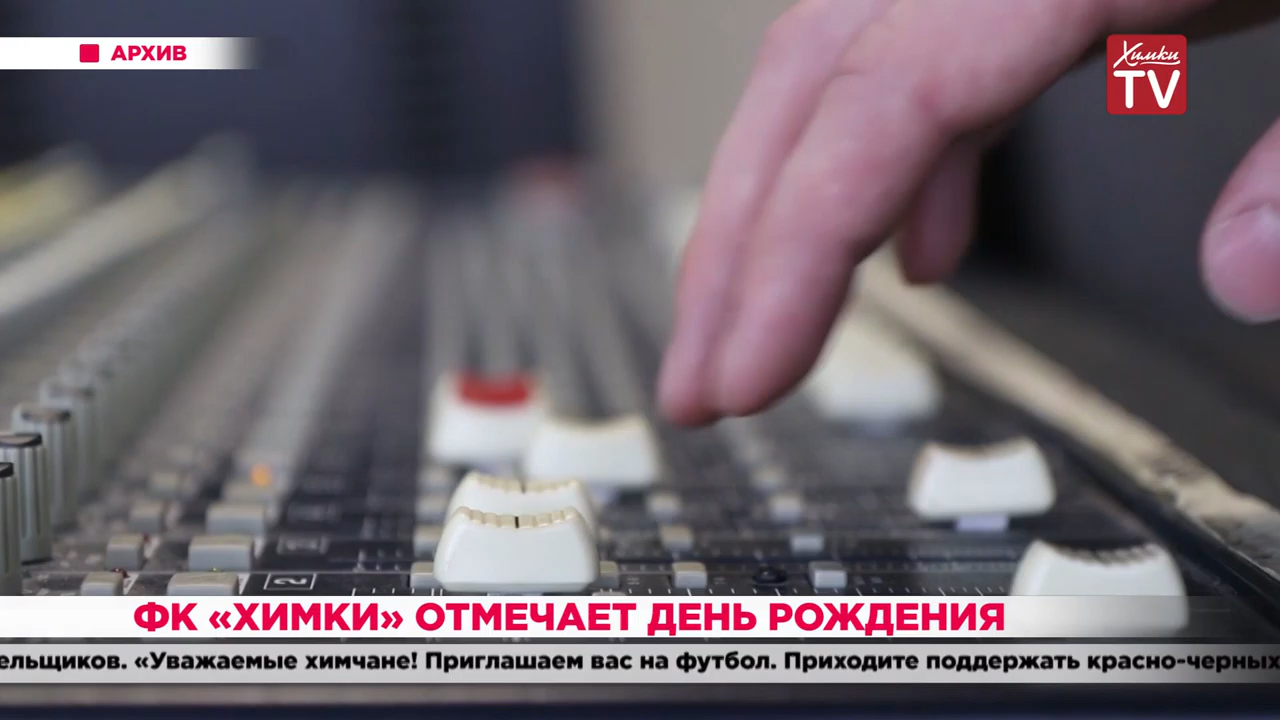 АРХИВ
Химки
TV
2
ФК «ХИМКИ» ОТМЕЧАЕТ ДЕНЬ РОЖДЕНИЯ
ельщиков. «Уважаемые химчане! Приглашаем вас на футбол. Приходите поддержать красно-черных